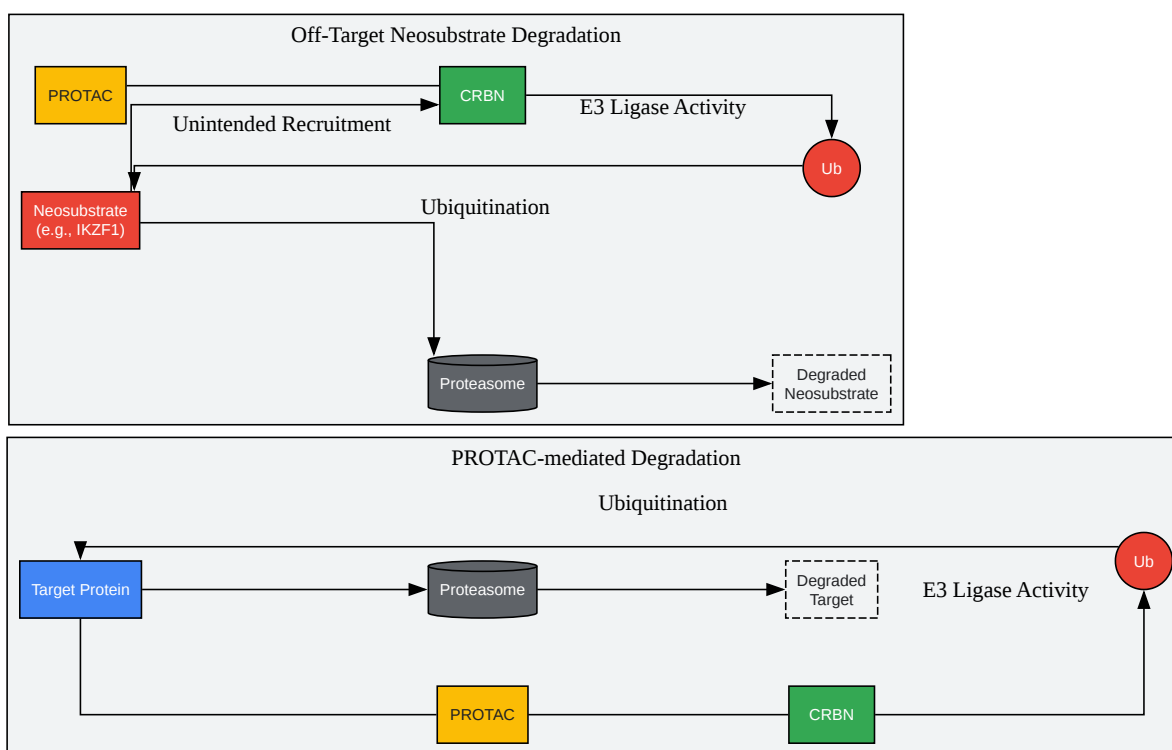 Off-Target Neosubstrate Degradation
PROTAC
CRBN
E3 Ligase Activity
Unintended Recruitment
Ub
Neosubstrate
(e.g., IKZF1)
Ubiquitination
Proteasome
Degraded
Neosubstrate
PROTAC-mediated Degradation
Ubiquitination
Ub
Target Protein
Proteasome
Degraded
Target
E3 Ligase Activity
PROTAC
CRBN